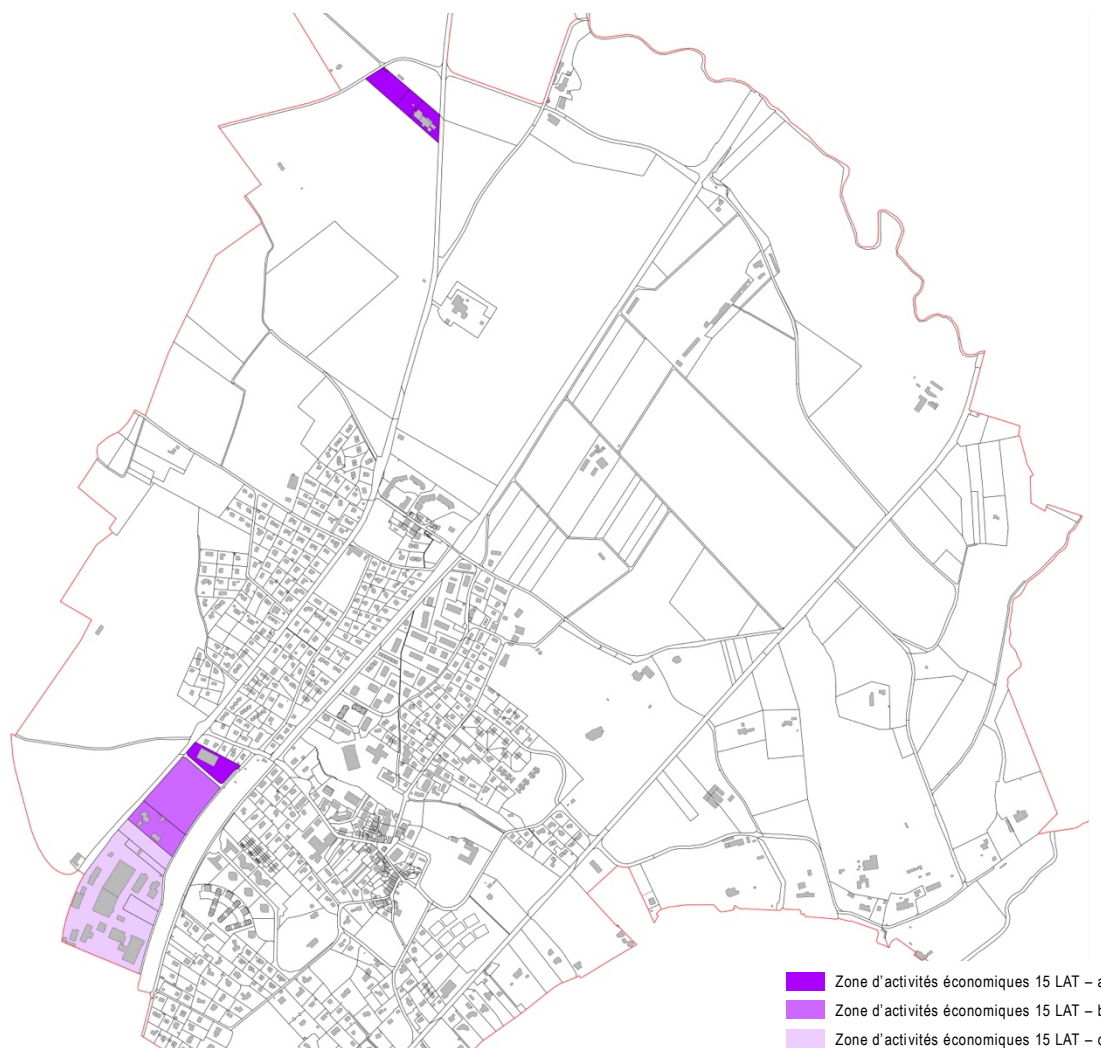 Zone d'activités économiques 15 LAT – a
Zone d'activités économiques 15 LAT – b
Zone d'activités économiques 15 LAT – c